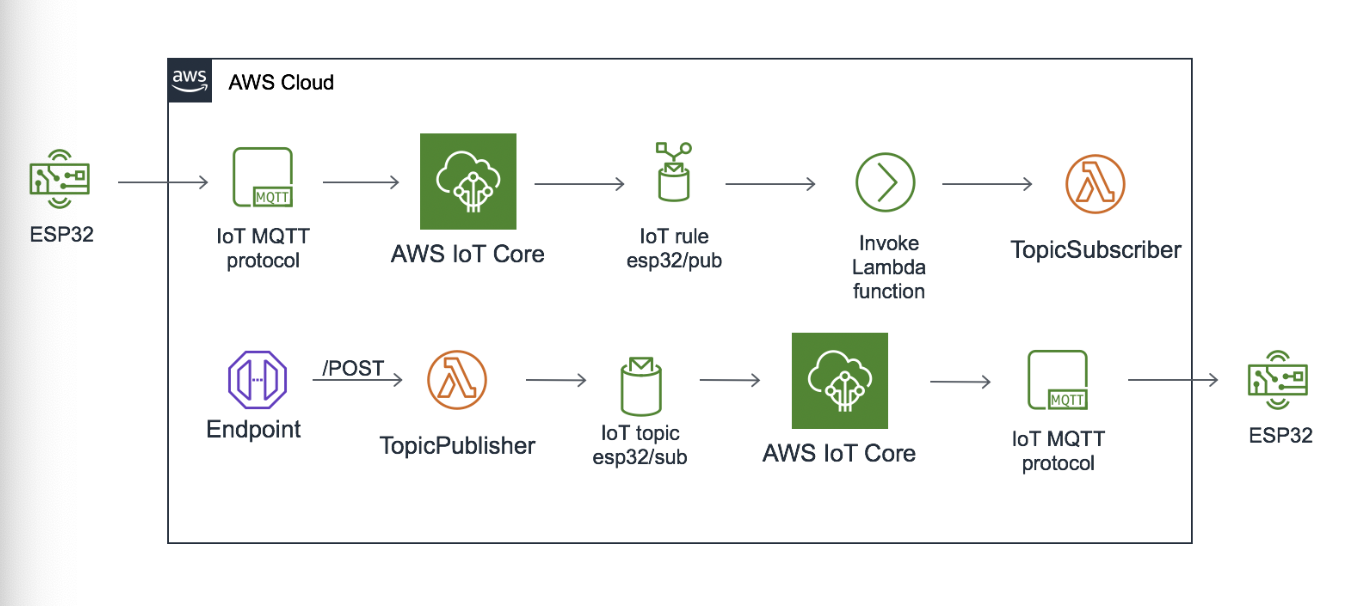 aws
AWS Cloud
ESP32
MQTT
IoT MQTT
protocol
AWS IoT Core
IoT rule
esp32/pub
Invoke
Lambda
function
TopicSubscriber
/POST
Endpoint
TopicPublisher
IoT topic
esp32/sub
AWS IoT Core
MQTT
IoT MQTT
protocol
ESP32